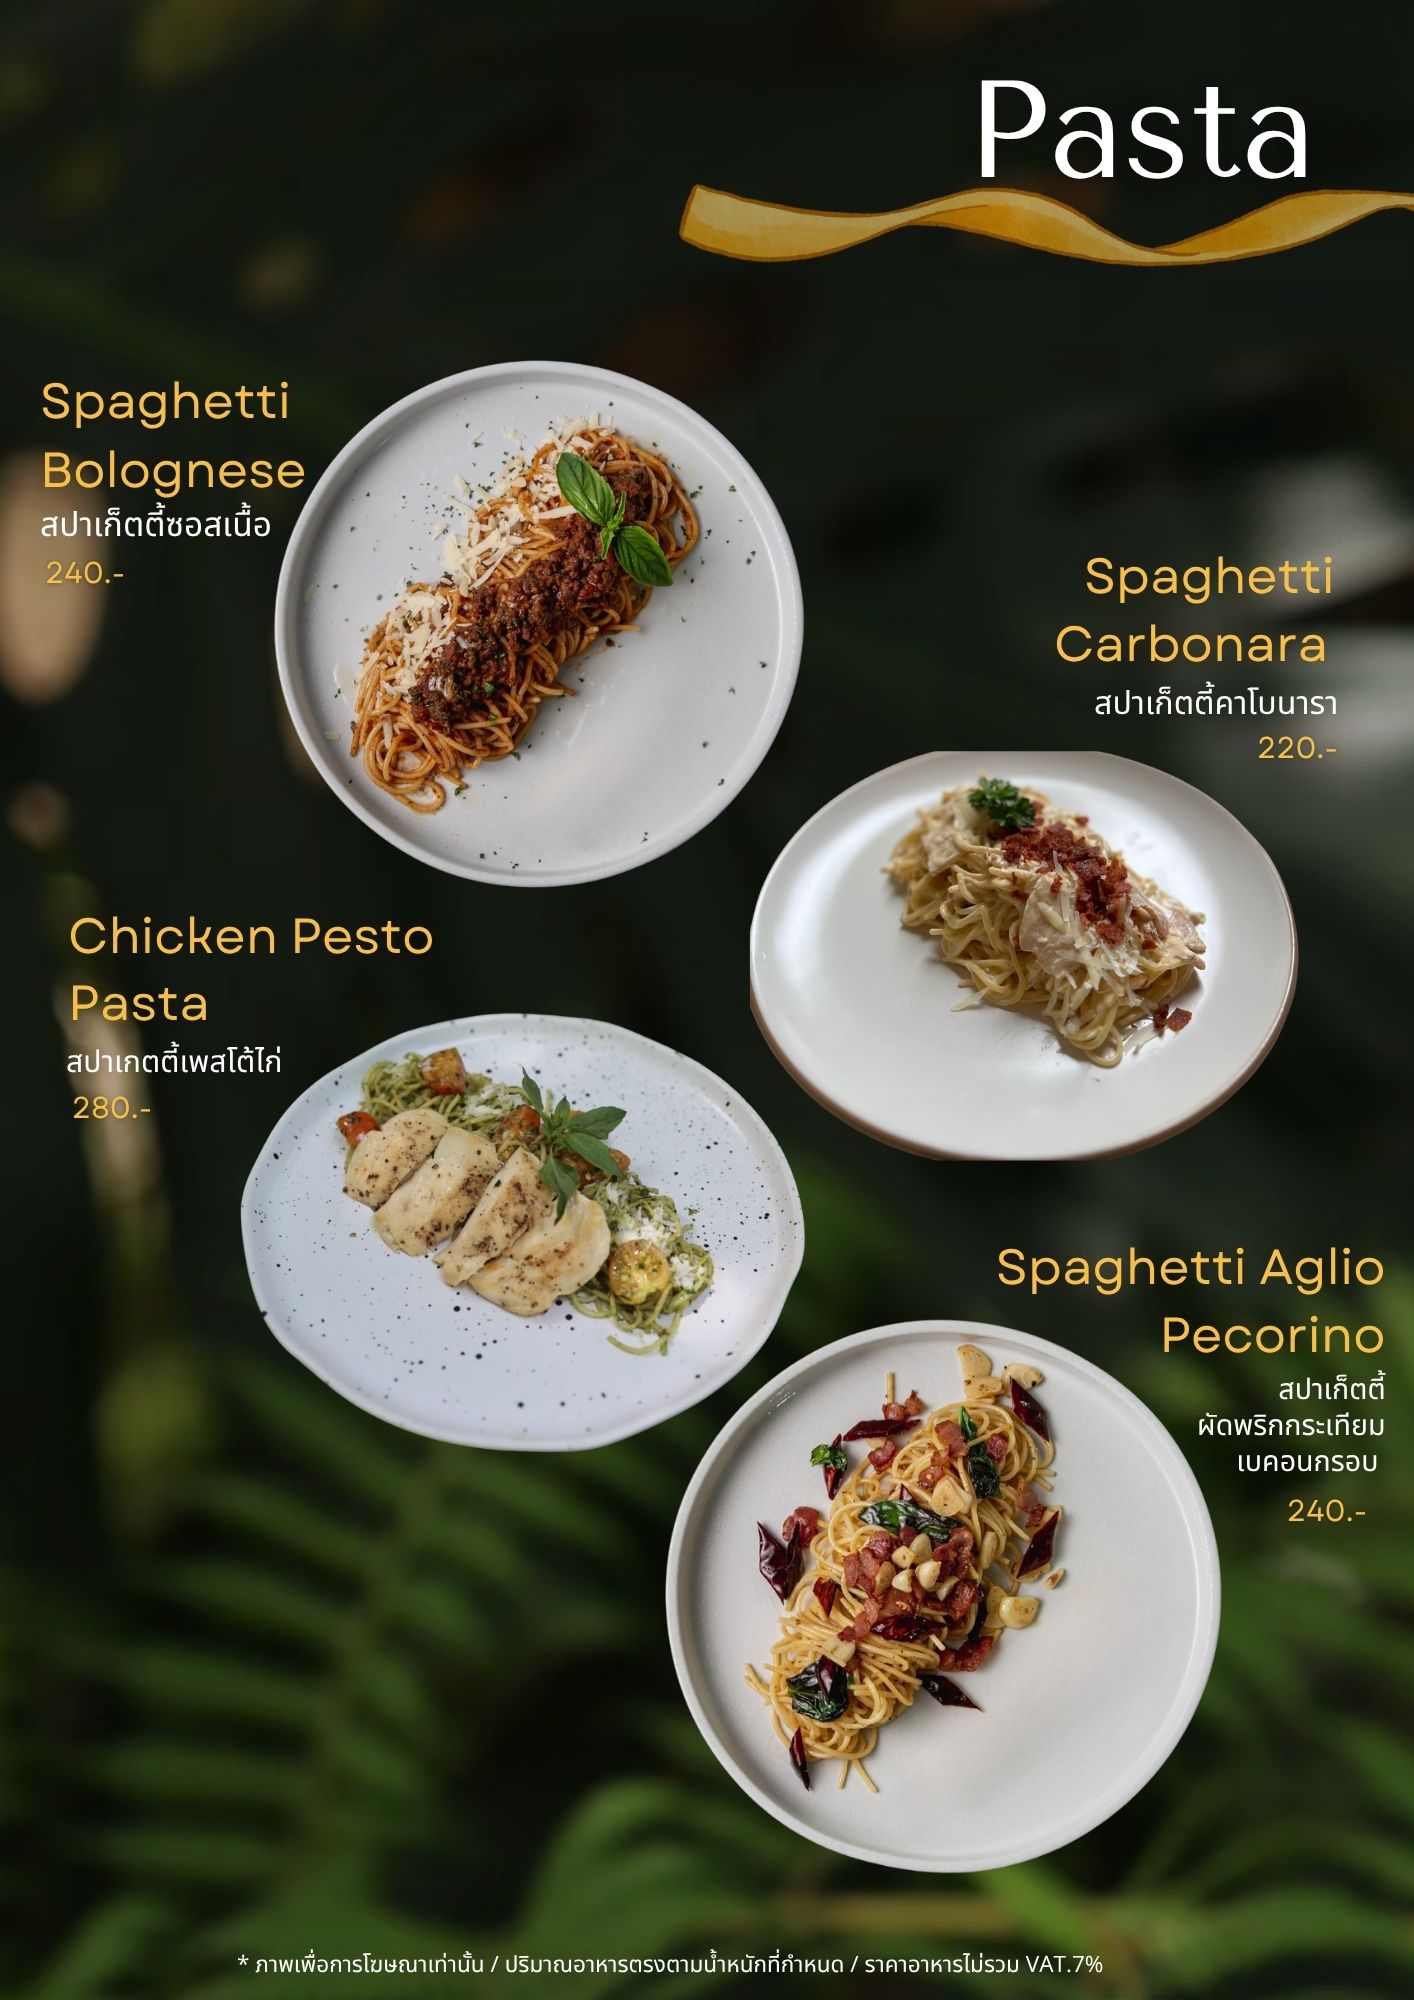 Pasta
Spaghetti
Bolognese
สปาเก็ตตี้ซอสเนื้อ
240.-
Spaghetti
Carbonara
สปาเก็ตตี้คาโบนารา
220.-
Chicken Pesto
Pasta
สปาเกตตี้เพสโต้ไก่
280.-
Spaghetti Aglio
Pecorino
สปาเก็ตตี้
ผัดพริกกระเทียม
เบคอนกรอบ
240.-
* ภาพเพื่อการโฆษณาเท่านั้น / ปริมาณอาหารตรงตามน้ำหนักที่กำหนด / ราคาอาหารไม่รวม VAT.7%